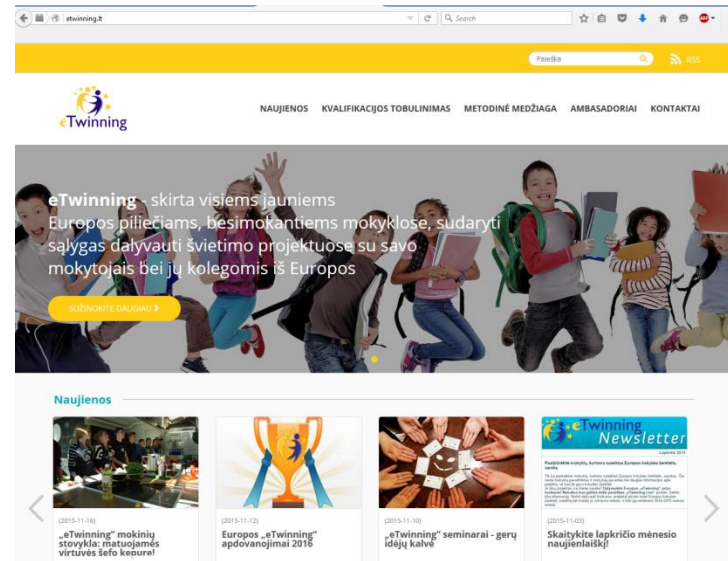 etwinning.lt
Search
Paieška
RSS
eTwinning
NAUJIENOS KVALIFIKACIJOS TOBULINIMAS METODINĖ MEDŽIAGA AMBASADORIAI KONTAKTAI
eTwinning - skirta visiems jauniems
Europos piliečiams, besimokantiems mokyklose, sudaryti
sąlygas dalyvauti švietimo projektuose su savo
mokytojais bei jų kolegomis iš Europos
SUŽINOKITE DAUGIAU
Naujienos
eTwinning
Newsletter
(2015-11-16)
„eTwinning" mokinių
stovykla: matuojamės
virtuvės šefo kepurę!
(2015-11-12)
Europos „eTwinning"
apdovanojimai 2016
(2015-11-10)
„eTwinning" seminarai - gerų
idėjų kalvė
(2015-11-03)
Skaitykite lapkričio mėnesio
naujienlaiškį!